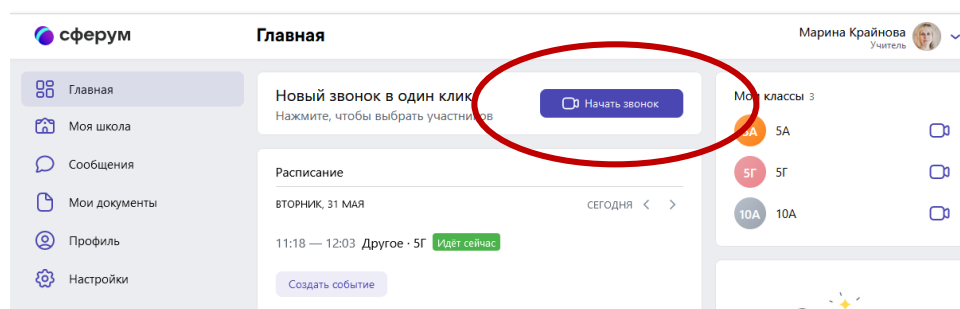 сферум
Главная
Марина Крайнова
Учитель
Главная
Моя школа
Сообщения
Мои документы
Профиль
Настройки
Новый звонок в один клик
Нажмите, чтобы выбрать участников
Начать звонок
Расписание
ВТОРНИК, 31 МАЯ
СЕГОДНЯ
11:18 — 12:03 Другое · 5Г Идёт сейчас
Создать событие
Мои классы 3
5А 5А
5Г 5Г
10А 10А